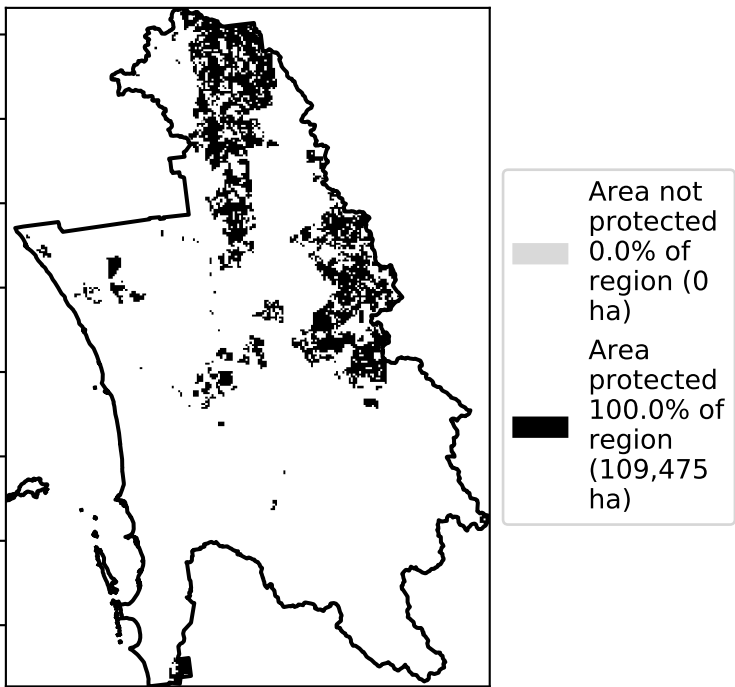 Area not
protected
0.0% of
region (0
ha)
Area
protected
100.0% of
region
(109,475
ha)